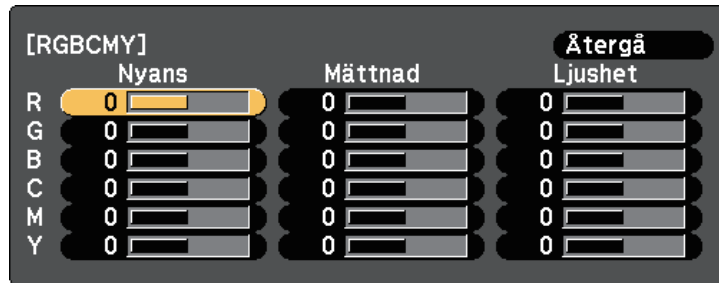 [RGBCMY] Återgå
Nyans Mättnad Ljushet
R 0 0 0
G 0 0 0
B 0 0 0
C 0 0 0
M 0 0 0
Y 0 0 0